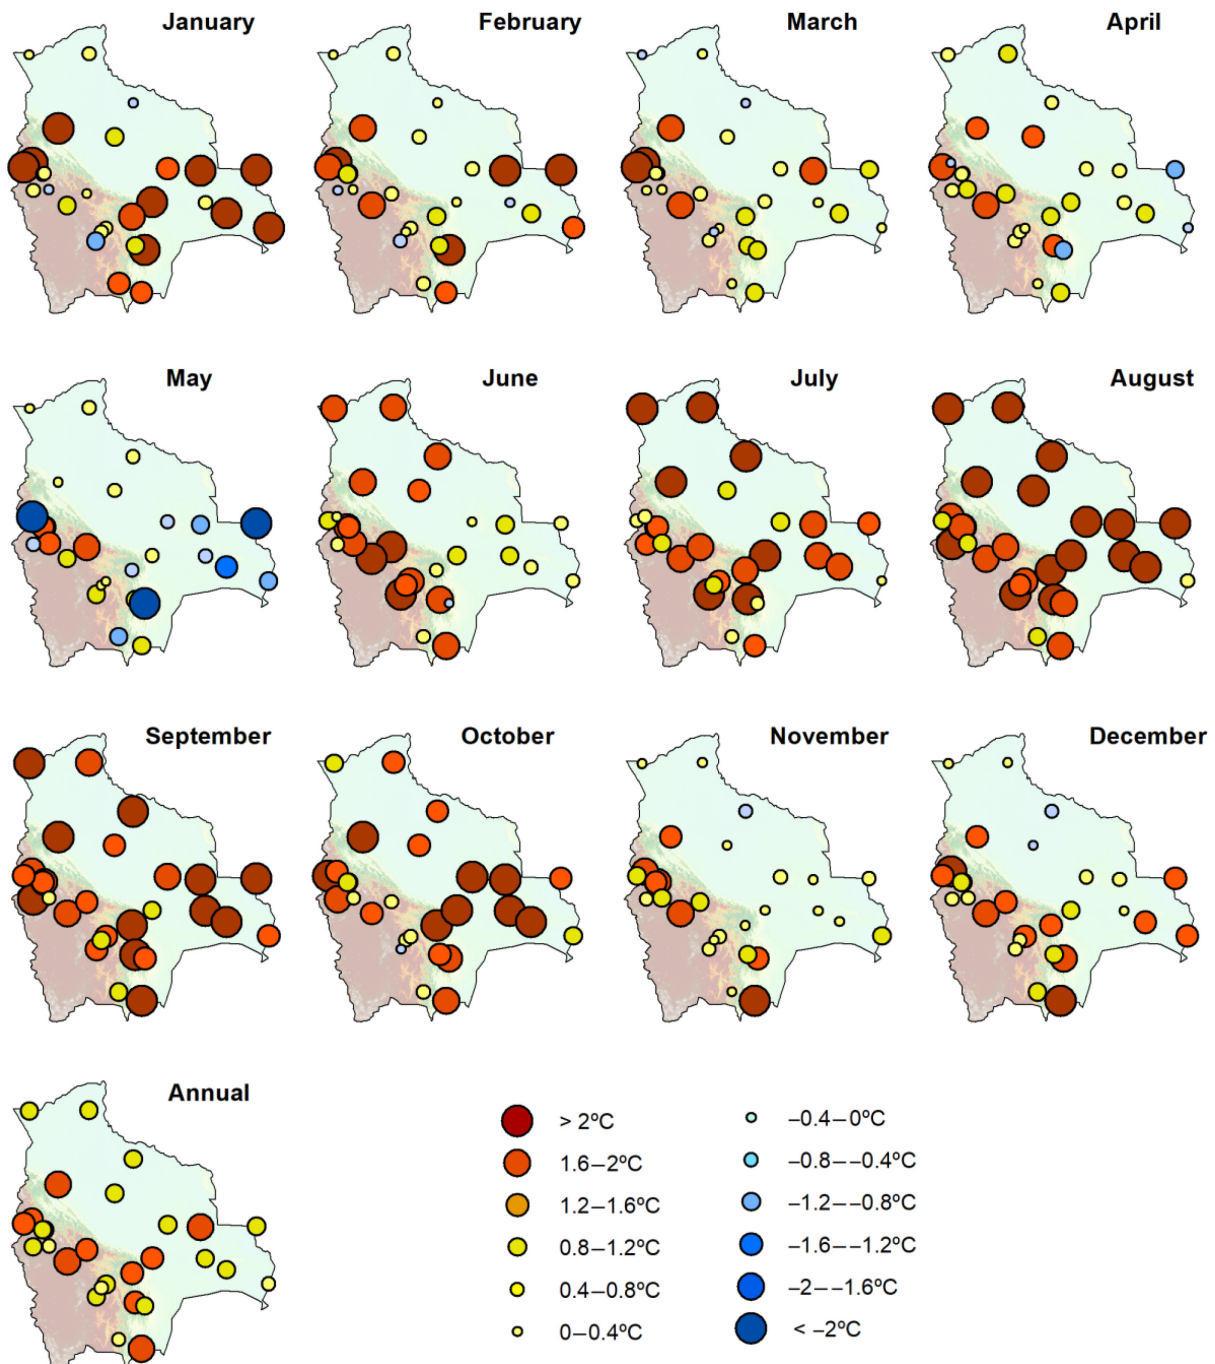 January
February
March
April
May
June
July
August
September
October
November
December
Annual
> 2ºC
1.6–2ºC
1.2–1.6ºC
0.8–1.2ºC
0.4–0.8ºC
0–0.4ºC
–0.4–0ºC
–0.8––0.4ºC
–1.2––0.8ºC
–1.6––1.2ºC
–2––1.6ºC
< –2ºC